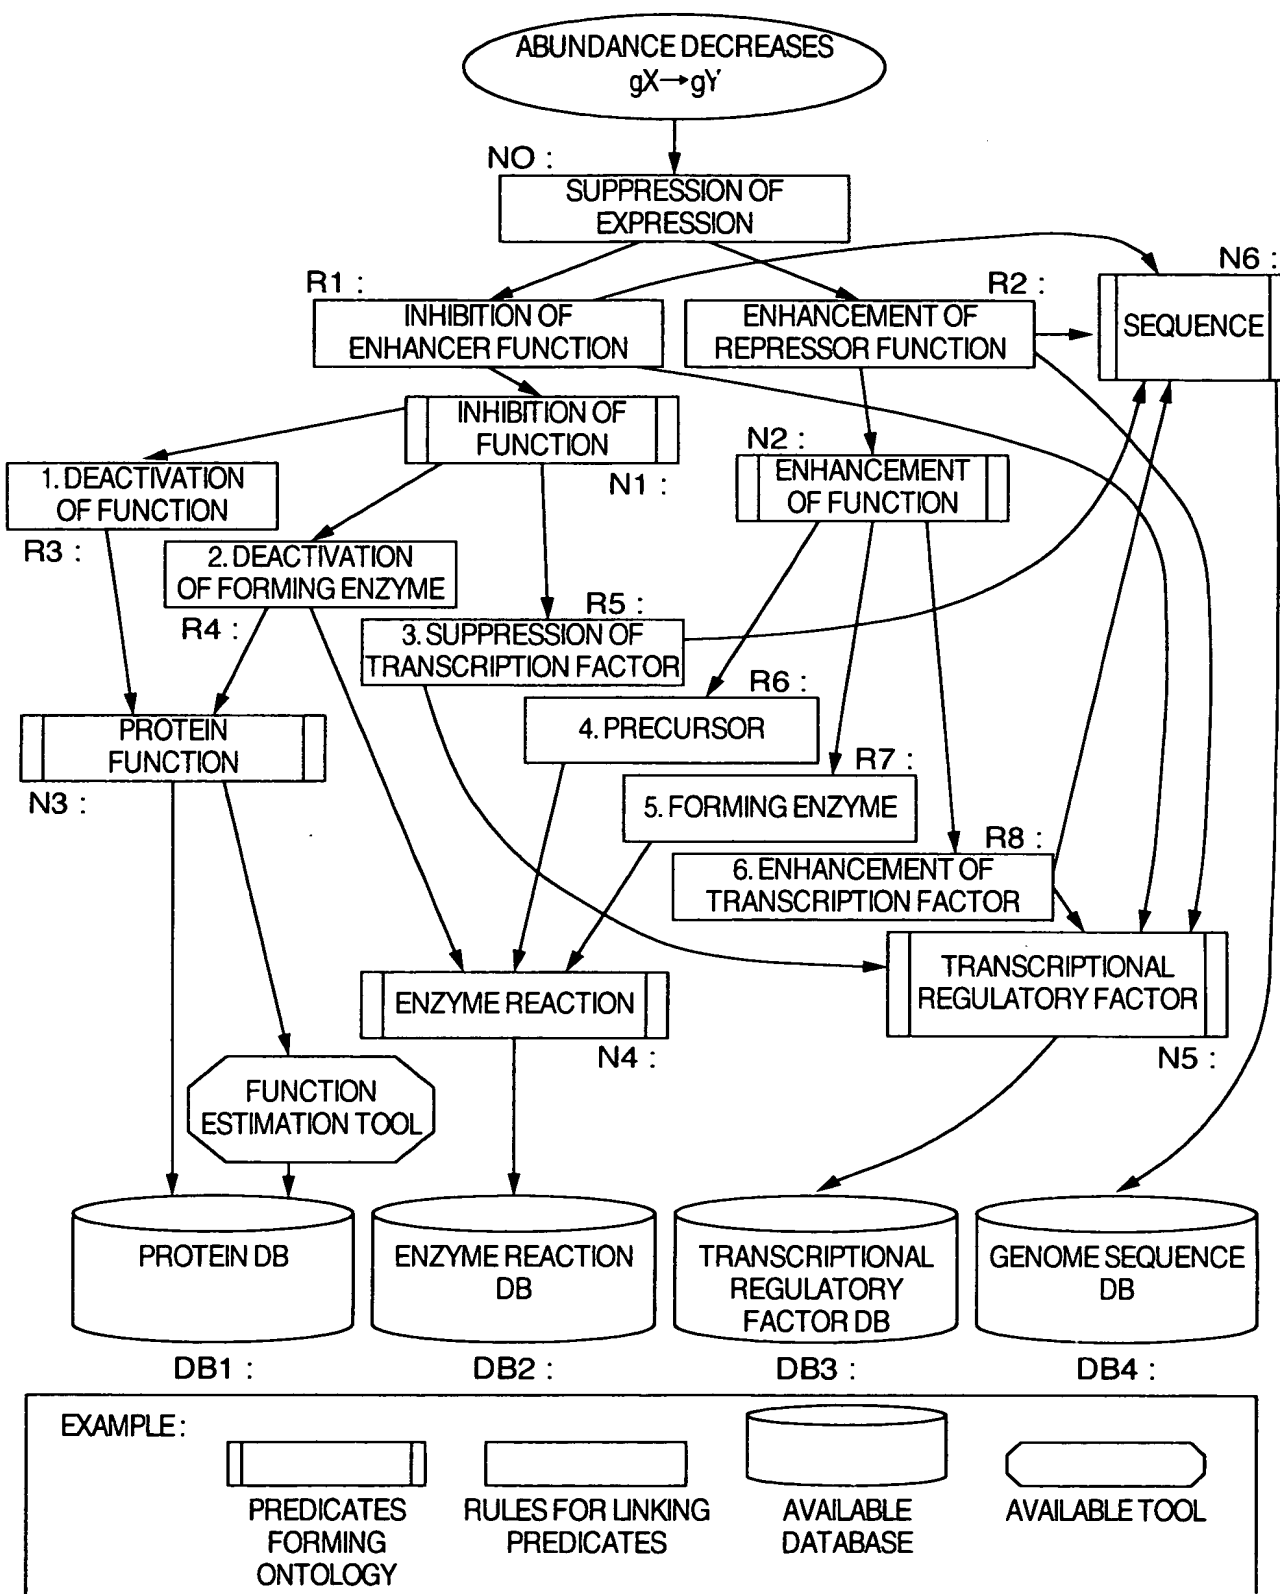 ABUNDANCE DECREASES
gX→gY
NO :
SUPPRESSION OF
EXPRESSION
N6 :
SEQUENCE
R1 :
INHIBITION OF
ENHANCER FUNCTION
R2 :
ENHANCEMENT OF
REPRESSOR FUNCTION
INHIBITION OF
FUNCTION
N1 :
N2 :
ENHANCEMENT
OF FUNCTION
1. DEACTIVATION
OF FUNCTION
R3 :
2. DEACTIVATION
OF FORMING ENZYME
R4 :
R5 :
3. SUPPRESSION OF
TRANSCRIPTION FACTOR
R6 :
4. PRECURSOR
PROTEIN
FUNCTION
N3 :
R7 :
5. FORMING ENZYME
R8 :
6. ENHANCEMENT OF
TRANSCRIPTION FACTOR
ENZYME REACTION
N4 :
TRANSCRIPTIONAL
REGULATORY FACTOR
N5 :
FUNCTION
ESTIMATION TOOL
PROTEIN DB
DB1 :
ENZYME REACTION
DB
DB2 :
TRANSCRIPTIONAL
REGULATORY
FACTOR DB
DB3 :
GENOME SEQUENCE
DB
DB4 :
EXAMPLE :
PREDICATES
FORMING
ONTOLOGY
RULES FOR LINKING
PREDICATES
AVAILABLE
DATABASE
AVAILABLE TOOL